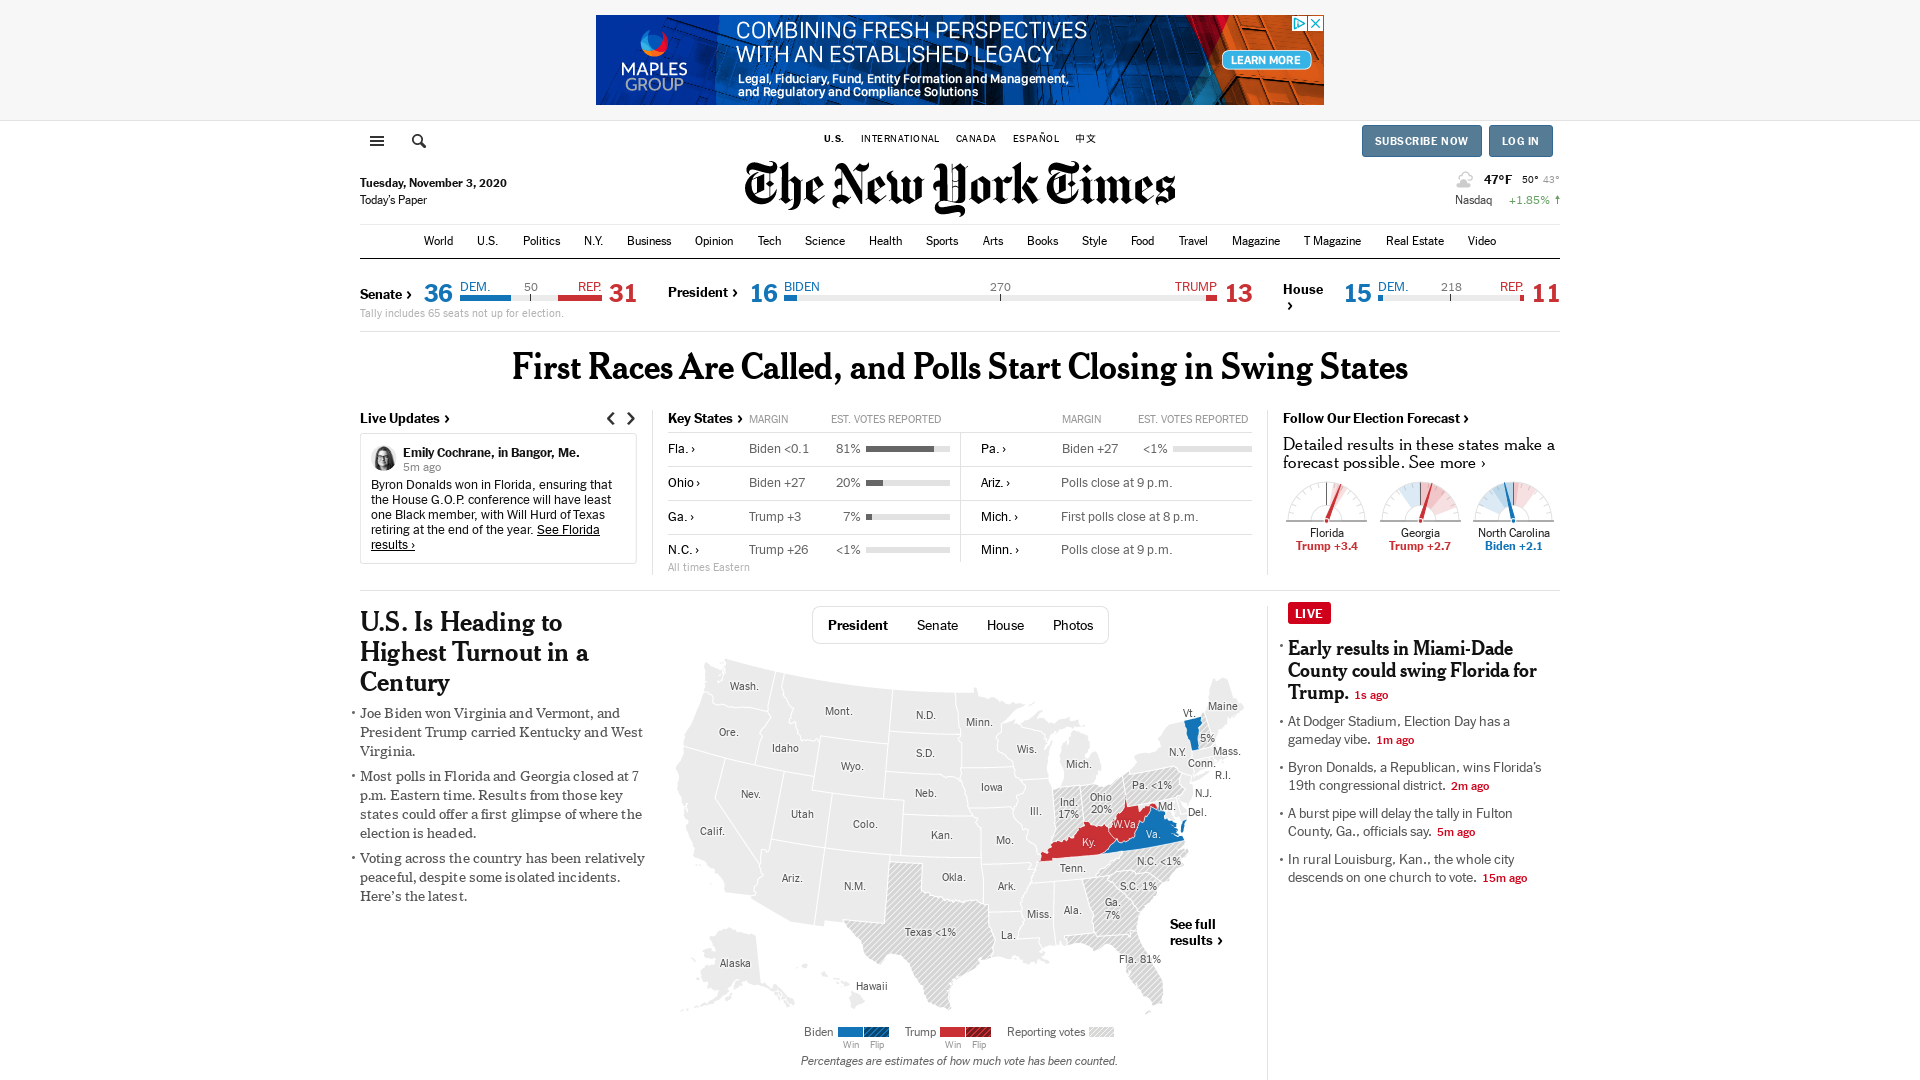 COMBINING FRESH PERSPECTIVES
WITH AN ESTABLISHED LEGACY
MAPLES
GROUP
Legal, Fiduciary, Fund, Entity Formation and Management,
and Regulatory and Compliance Solutions
LEARN MORE
U.S. INTERNATIONAL CANADA ESPAÑOL 中文
SUBSCRIBE NOW LOG IN
The New York Times
Tuesday, November 3, 2020
Today's Paper
47°F 50° 43°
Nasdaq +1.85% ↑
World U.S. Politics N.Y. Business Opinion Tech Science Health Sports Arts Books Style Food Travel Magazine T Magazine Real Estate Video
Senate › 36 DEM. 50 REP. 31
Tally includes 65 seats not up for election.
President › 16 BIDEN 270 TRUMP 13
House › 15 DEM. 218 REP. 11
First Races Are Called, and Polls Start Closing in Swing States
Live Updates ›
Emily Cochrane, in Bangor, Me.
5m ago
Byron Donalds won in Florida, ensuring that
the House G.O.P. conference will have least
one Black member, with Will Hurd of Texas
retiring at the end of the year. See Florida
results ›
Key States › MARGIN EST. VOTES REPORTED MARGIN EST. VOTES REPORTED
Fla. › Biden <0.1 81% Pa. › Biden +27 <1%
Ohio › Biden +27 20% Ariz. › Polls close at 9 p.m.
Ga. › Trump +3 7% Mich. › First polls close at 8 p.m.
N.C. › Trump +26 <1% Minn. › Polls close at 9 p.m.
All times Eastern
Follow Our Election Forecast ›
Detailed results in these states make a
forecast possible. See more ›
Florida Georgia North Carolina
Trump +3.4 Trump +2.7 Biden +2.1
U.S. Is Heading to
Highest Turnout in a
Century
• Joe Biden won Virginia and Vermont, and
President Trump carried Kentucky and West
Virginia.
• Most polls in Florida and Georgia closed at 7
p.m. Eastern time. Results from those key
states could offer a first glimpse of where the
election is headed.
• Voting across the country has been relatively
peaceful, despite some isolated incidents.
Here's the latest.
President Senate House Photos
Wash.
Mont.
N.D.
Minn.
Vt.
Maine
Ore.
Idaho
S.D.
Wis.
5%
N.Y.
Mass.
Wyo.
Mich.
Conn.
R.I.
Nev.
Neb.
Iowa
Pa. <1%
N.J.
Utah
Colo.
Ill.
Ind.
17%
Ohio
20%
Md.
Del.
Calif.
Kan.
Mo.
W.Va.
Va.
Ky.
N.C. <1%
Tenn.
Ariz.
N.M.
Okla.
Ark.
S.C. 1%
Miss.
Ala.
Ga.
7%
Texas <1%
La.
Fla. 81%
Alaska
Hawaii
See full
results ›
Biden Trump Reporting votes
Win Flip Win Flip
Percentages are estimates of how much vote has been counted.
LIVE
• Early results in Miami-Dade
County could swing Florida for
Trump. 1s ago
• At Dodger Stadium, Election Day has a
gameday vibe. 1m ago
• Byron Donalds, a Republican, wins Florida's
19th congressional district. 2m ago
• A burst pipe will delay the tally in Fulton
County, Ga., officials say. 5m ago
• In rural Louisburg, Kan., the whole city
descends on one church to vote. 15m ago